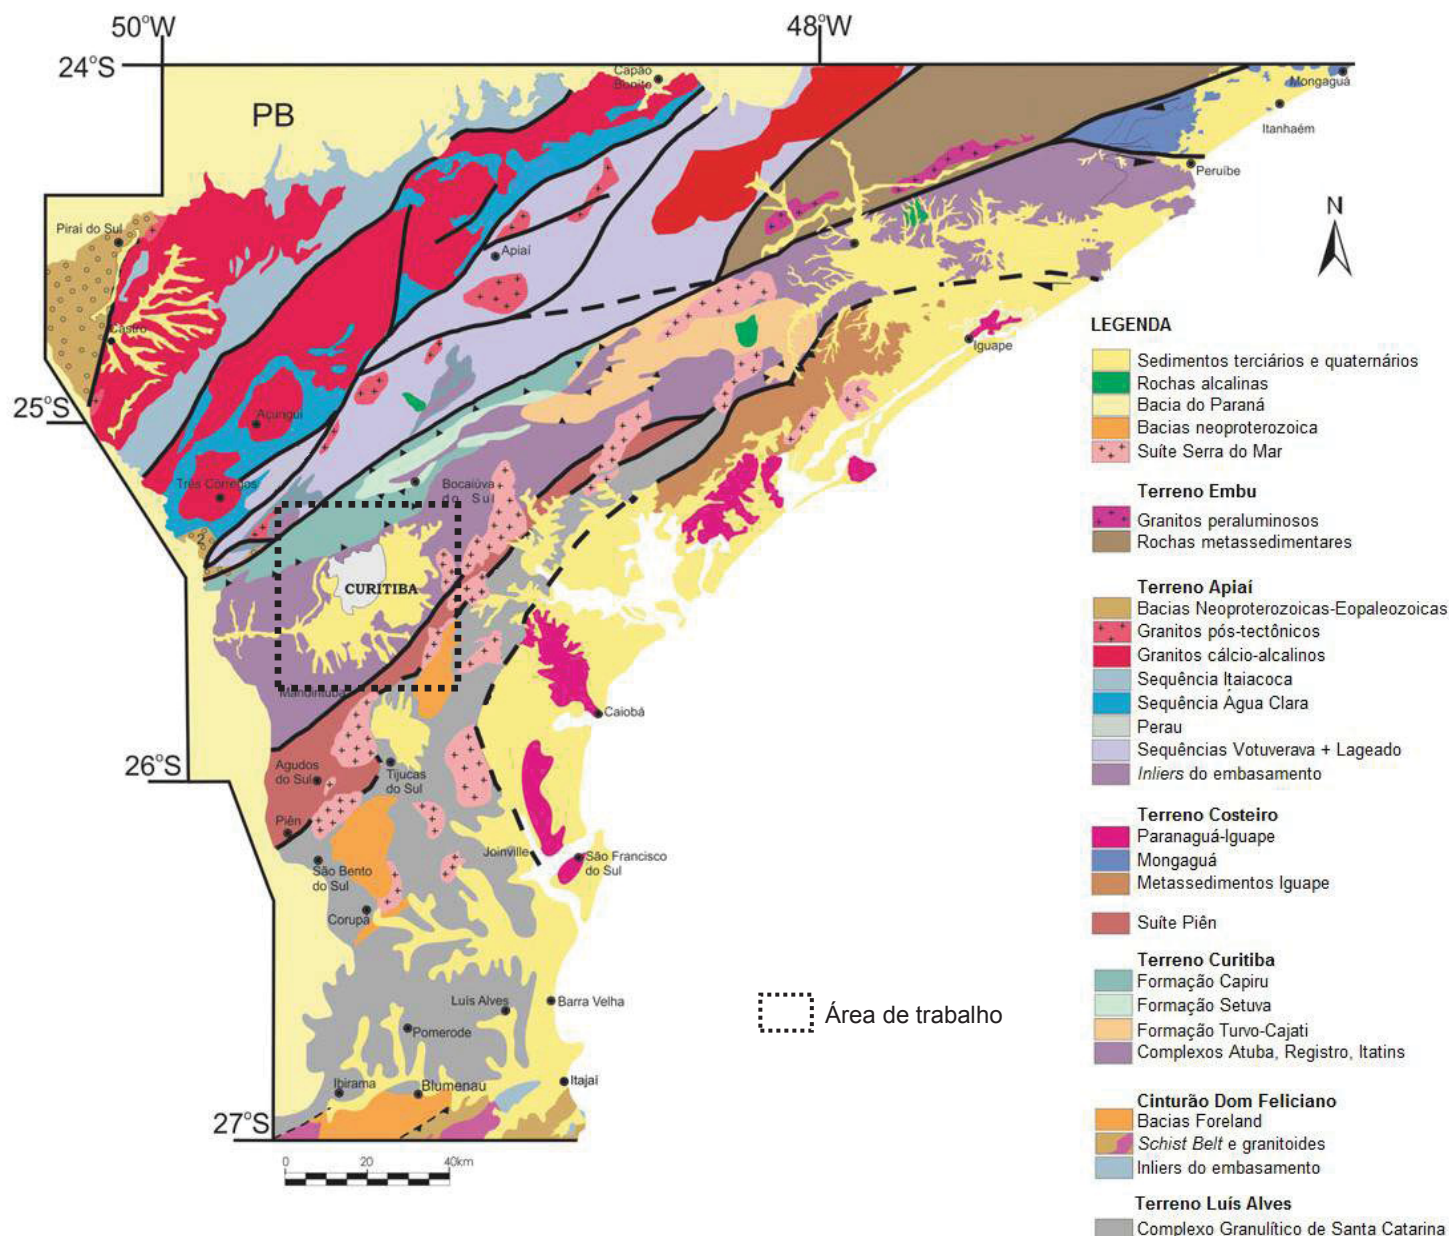 50°W
48°W
24°S
Capão
Bonito
Mongaguá
PB
Itanhaém
Peruíbe
N
Piraí do Sul
Apiaí
Castro
Iguape
25°S
Açungui
Três Córregos
Bocaiúva
do Sul
2
CURITIBA
Mandirituba
Caiobá
26°S
Agudos
do Sul
Tijucas
do Sul
Piên
Joinville
São Francisco
do Sul
São Bento
do Sul
Corupá
Luís Alves
Barra Velha
Pomerode
Ibirama
Blumenau
Itajaí
27°S
0 20 40km
Área de trabalho
LEGENDA
Sedimentos terciários e quaternários
Rochas alcalinas
Bacia do Paraná
Bacias neoproterozoica
Suíte Serra do Mar
Terreno Embu
Granitos peraluminosos
Rochas metassedimentares
Terreno Apiaí
Bacias Neoproterozoicas-Eopaleozoicas
Granitos pós-tectônicos
Granitos cálcio-alcalinos
Sequência Itaiacoca
Sequência Água Clara
Perau
Sequências Votuverava + Lageado
Inliers do embasamento
Terreno Costeiro
Paranaguá-Iguape
Mongaguá
Metassedimentos Iguape
Suíte Piên
Terreno Curitiba
Formação Capiru
Formação Setuva
Formação Turvo-Cajati
Complexos Atuba, Registro, Itatins
Cinturão Dom Feliciano
Bacias Foreland
Schist Belt e granitoides
Inliers do embasamento
Terreno Luís Alves
Complexo Granulítico de Santa Catarina